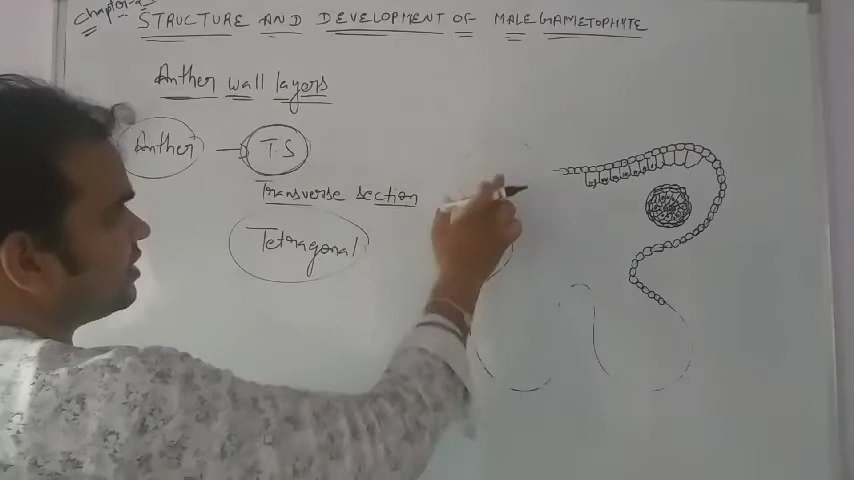 Chapter-2
STRUCTURE AND DEVELOPMENT OF MALE GAMETOPHYTE
Anther wall layers
Anther T.S
Transverse section
Tetragonal